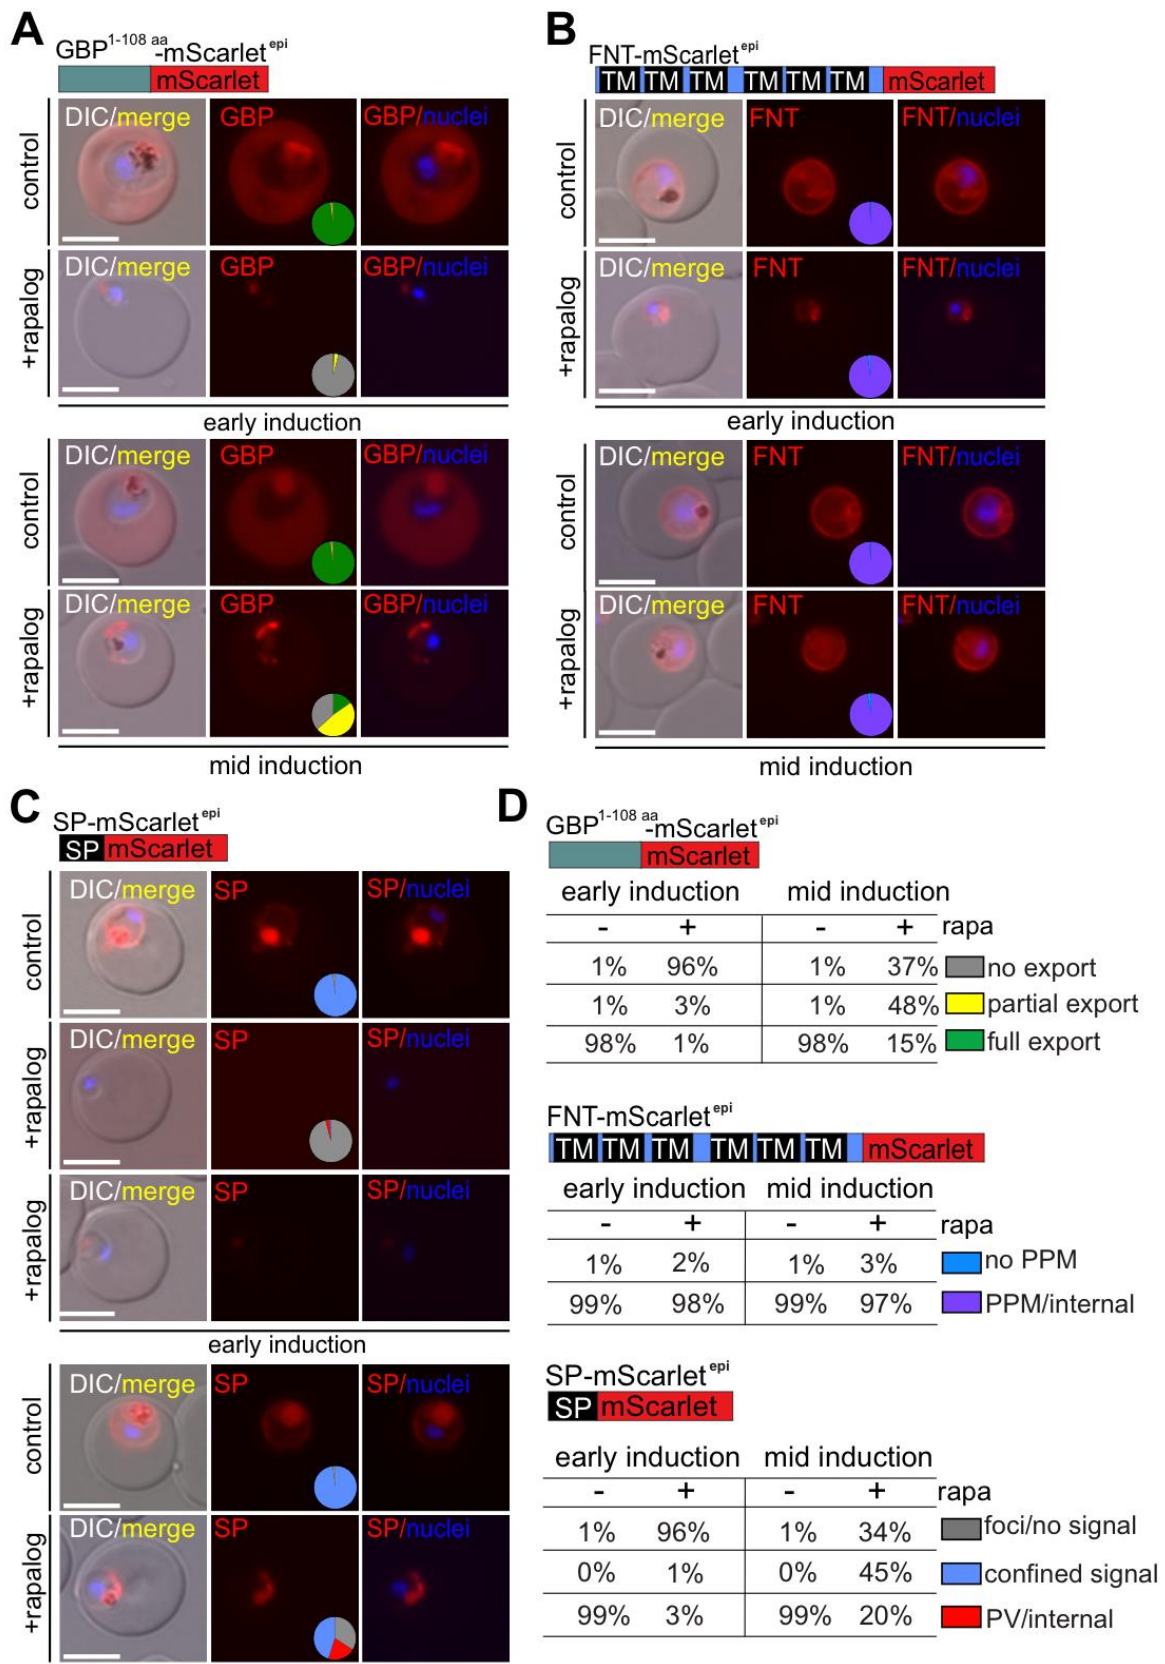 A
GBP1-108 aa-mScarletepi
mScarlet
control
DIC/merge GBP GBP/nuclei
+rapalog
DIC/merge GBP GBP/nuclei
early induction
control
DIC/merge GBP GBP/nuclei
+rapalog
DIC/merge GBP GBP/nuclei
mid induction
B
FNT-mScarletepi
TM TM TM TM TM TM mScarlet
control
DIC/merge FNT FNT/nuclei
+rapalog
DIC/merge FNT FNT/nuclei
early induction
control
DIC/merge FNT FNT/nuclei
+rapalog
DIC/merge FNT FNT/nuclei
mid induction
C
SP-mScarletepi
SP mScarlet
control
DIC/merge SP SP/nuclei
+rapalog
DIC/merge SP SP/nuclei
+rapalog
DIC/merge SP SP/nuclei
early induction
control
DIC/merge SP SP/nuclei
+rapalog
DIC/merge SP SP/nuclei
D
GBP1-108 aa-mScarletepi
mScarlet
early induction mid induction
- + - + rapa
1% 96% 1% 37% no export
1% 3% 1% 48% partial export
98% 1% 98% 15% full export
FNT-mScarletepi
TM TM TM TM TM TM mScarlet
early induction mid induction
- + - + rapa
1% 2% 1% 3% no PPM
99% 98% 99% 97% PPM/internal
SP-mScarletepi
SP mScarlet
early induction mid induction
- + - + rapa
1% 96% 1% 34% foci/no signal
0% 1% 0% 45% confined signal
99% 3% 99% 20% PV/internal